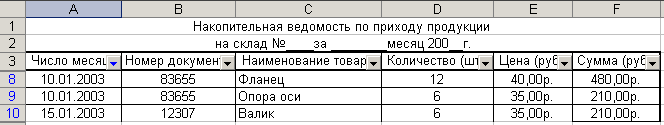 A B C D E F
1 Накопительная ведомость по приходу продукции
2 на склад №____за ________месяц 200__г.
3 Число месяц Номер документ Наименование товар Количество (шт Цена (руб Сумма (руб
8 10.01.2003 83655 Фланец 12 40,00р. 480,00р.
9 10.01.2003 83655 Опора оси 6 35,00р. 210,00р.
10 15.01.2003 12307 Валик 6 35,00р. 210,00р.